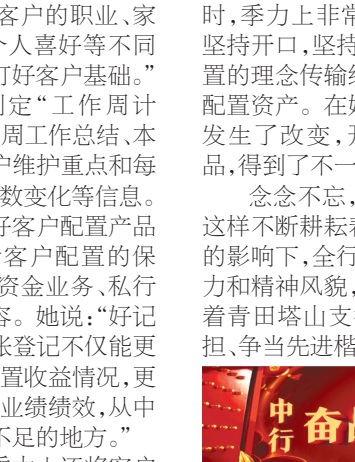 客户的职业、家
个人喜好等不同
打好客户基础。”
制定“工作周计
周工作总结、本
户维护重点和每
数变化等信息。
好客户配置产品
客户配置的保
资金业务、私行
容。她说：“好记
账登记不仅能更
置收益情况，更
业绩绩效，从中
不足的地方。”
还将客户
时，季力上非常
坚持开口，坚持
置的理念传输给
配置资产。在她
发生了改变，开
品，得到了不一
念念不忘，
这样不断耕耘着
的影响下，全行
力和精神风貌，
着青田塔山支
担、争当先进楷
中行
奋